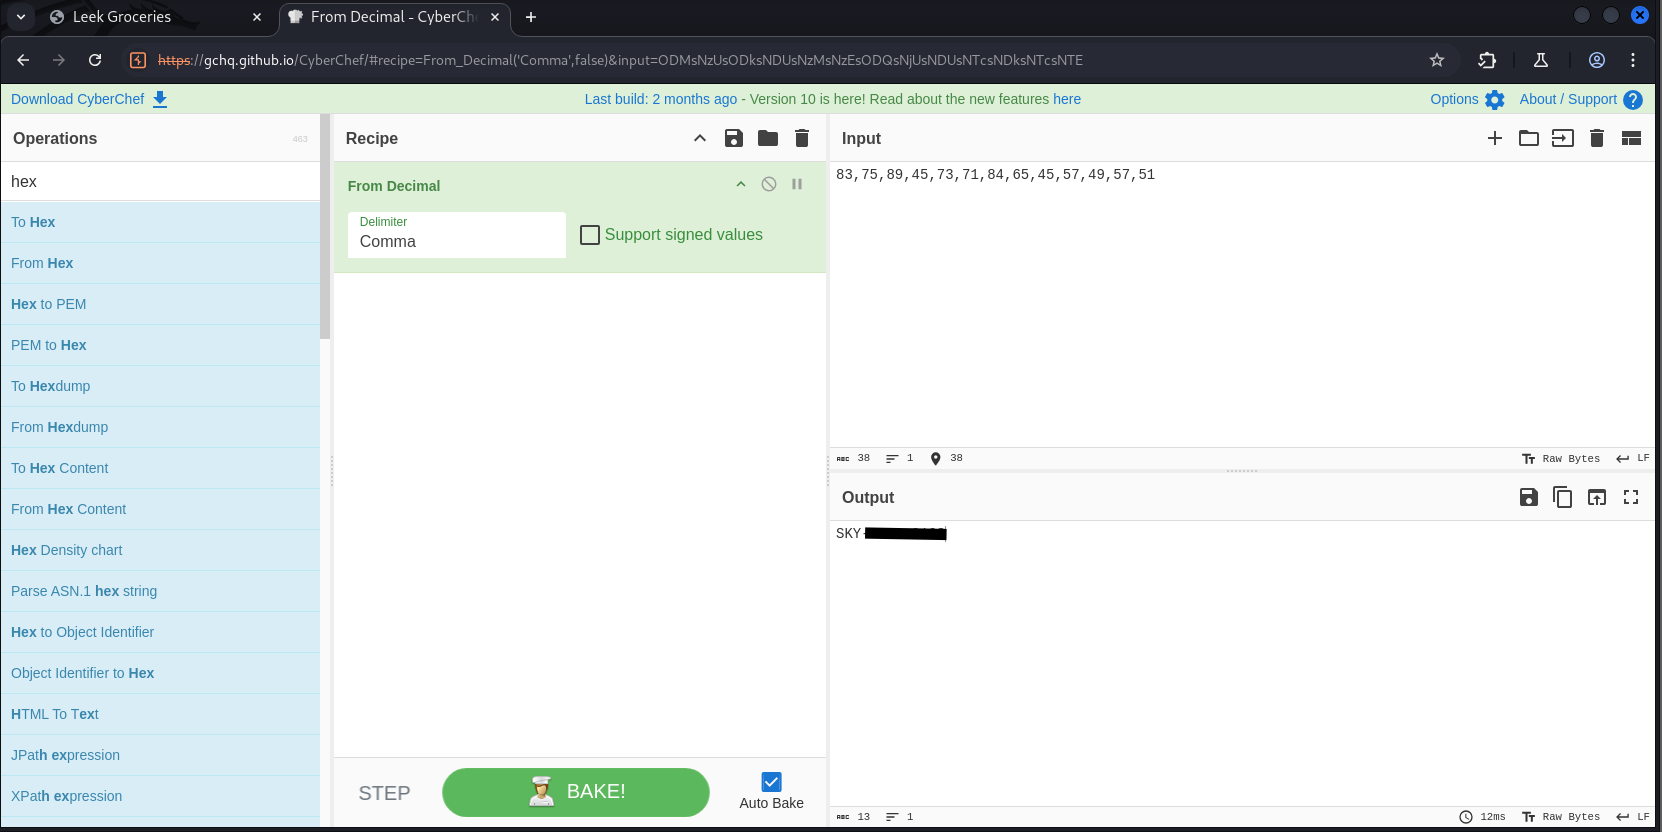 Leek Groceries
From Decimal - CyberChe
https://gchq.github.io/CyberChef/#recipe=From_Decimal('Comma',false)&input=ODMsNzUsODksNDUsNzMsNzEsODQsNjUsNDUsNTcsNDksNTcsNTE
Download CyberChef
Last build: 2 months ago - Version 10 is here! Read about the new features here
Options
About / Support
Operations
463
hex
To Hex
From Hex
Hex to PEM
PEM to Hex
To Hexdump
From Hexdump
To Hex Content
From Hex Content
Hex Density chart
Parse ASN.1 hex string
Hex to Object Identifier
Object Identifier to Hex
HTML To Text
JPath expression
XPath expression
Recipe
From Decimal
Delimiter
Comma
Support signed values
STEP
BAKE!
Auto Bake
Input
83,75,89,45,73,71,84,65,45,57,49,57,51
ABC 38
1
38
Raw Bytes
LF
Output
SKY-
ABC 13
1
12ms
Raw Bytes
LF